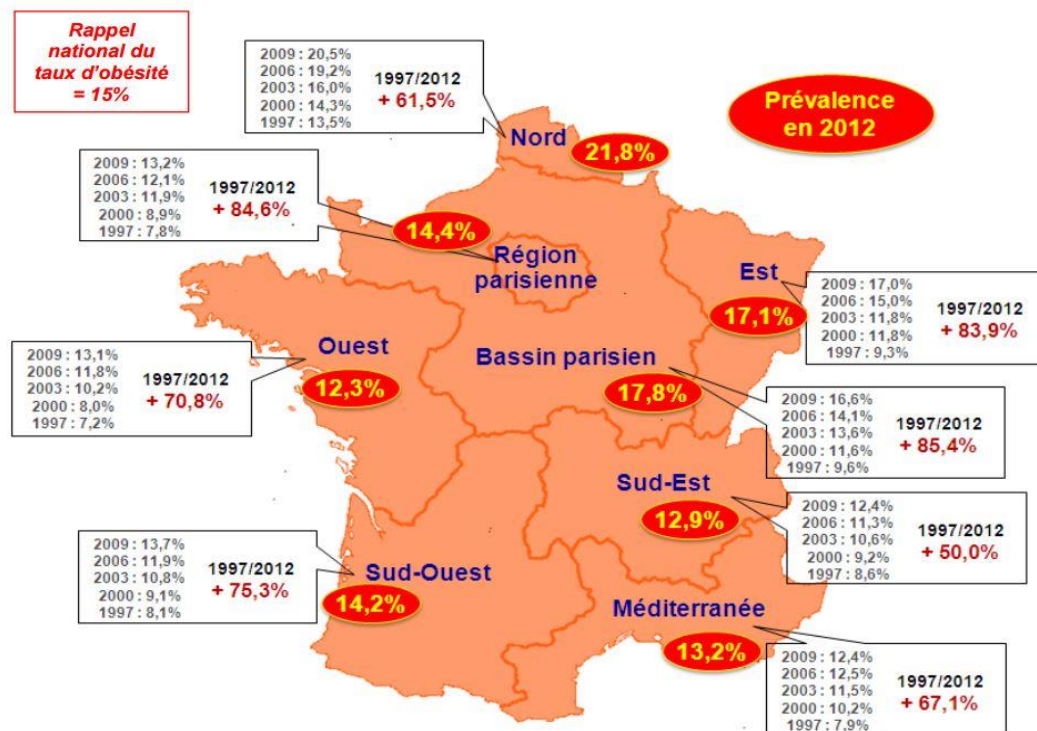 Rappel
national du
taux d'obésité
= 15%
2009 : 20,5%
2006 : 19,2%
2003 : 16,0%
2000 : 14,3%
1997 : 13,5%
1997/2012
+ 61,5%
Prévalence
en 2012
Nord
21,8%
2009 : 13,2%
2006 : 12,1%
2003 : 11,9%
2000 : 8,9%
1997 : 7,8%
1997/2012
+ 84,6%
14,4%
Région
parisienne
Est
17,1%
2009 : 17,0%
2006 : 15,0%
2003 : 11,8%
2000 : 11,8%
1997 : 9,3%
1997/2012
+ 83,9%
2009 : 13,1%
2006 : 11,8%
2003 : 10,2%
2000 : 8,0%
1997 : 7,2%
1997/2012
+ 70,8%
Ouest
12,3%
Bassin parisien
17,8%
2009 : 16,6%
2006 : 14,1%
2003 : 13,6%
2000 : 11,6%
1997 : 9,6%
1997/2012
+ 85,4%
Sud-Est
12,9%
2009 : 12,4%
2006 : 11,3%
2003 : 10,6%
2000 : 9,2%
1997 : 8,6%
1997/2012
+ 50,0%
2009 : 13,7%
2006 : 11,9%
2003 : 10,8%
2000 : 9,1%
1997 : 8,1%
1997/2012
+ 75,3%
Sud-Ouest
14,2%
Méditerranée
13,2%
2009 : 12,4%
2006 : 12,5%
2003 : 11,5%
2000 : 10,2%
1997 : 7,9%
1997/2012
+ 67,1%